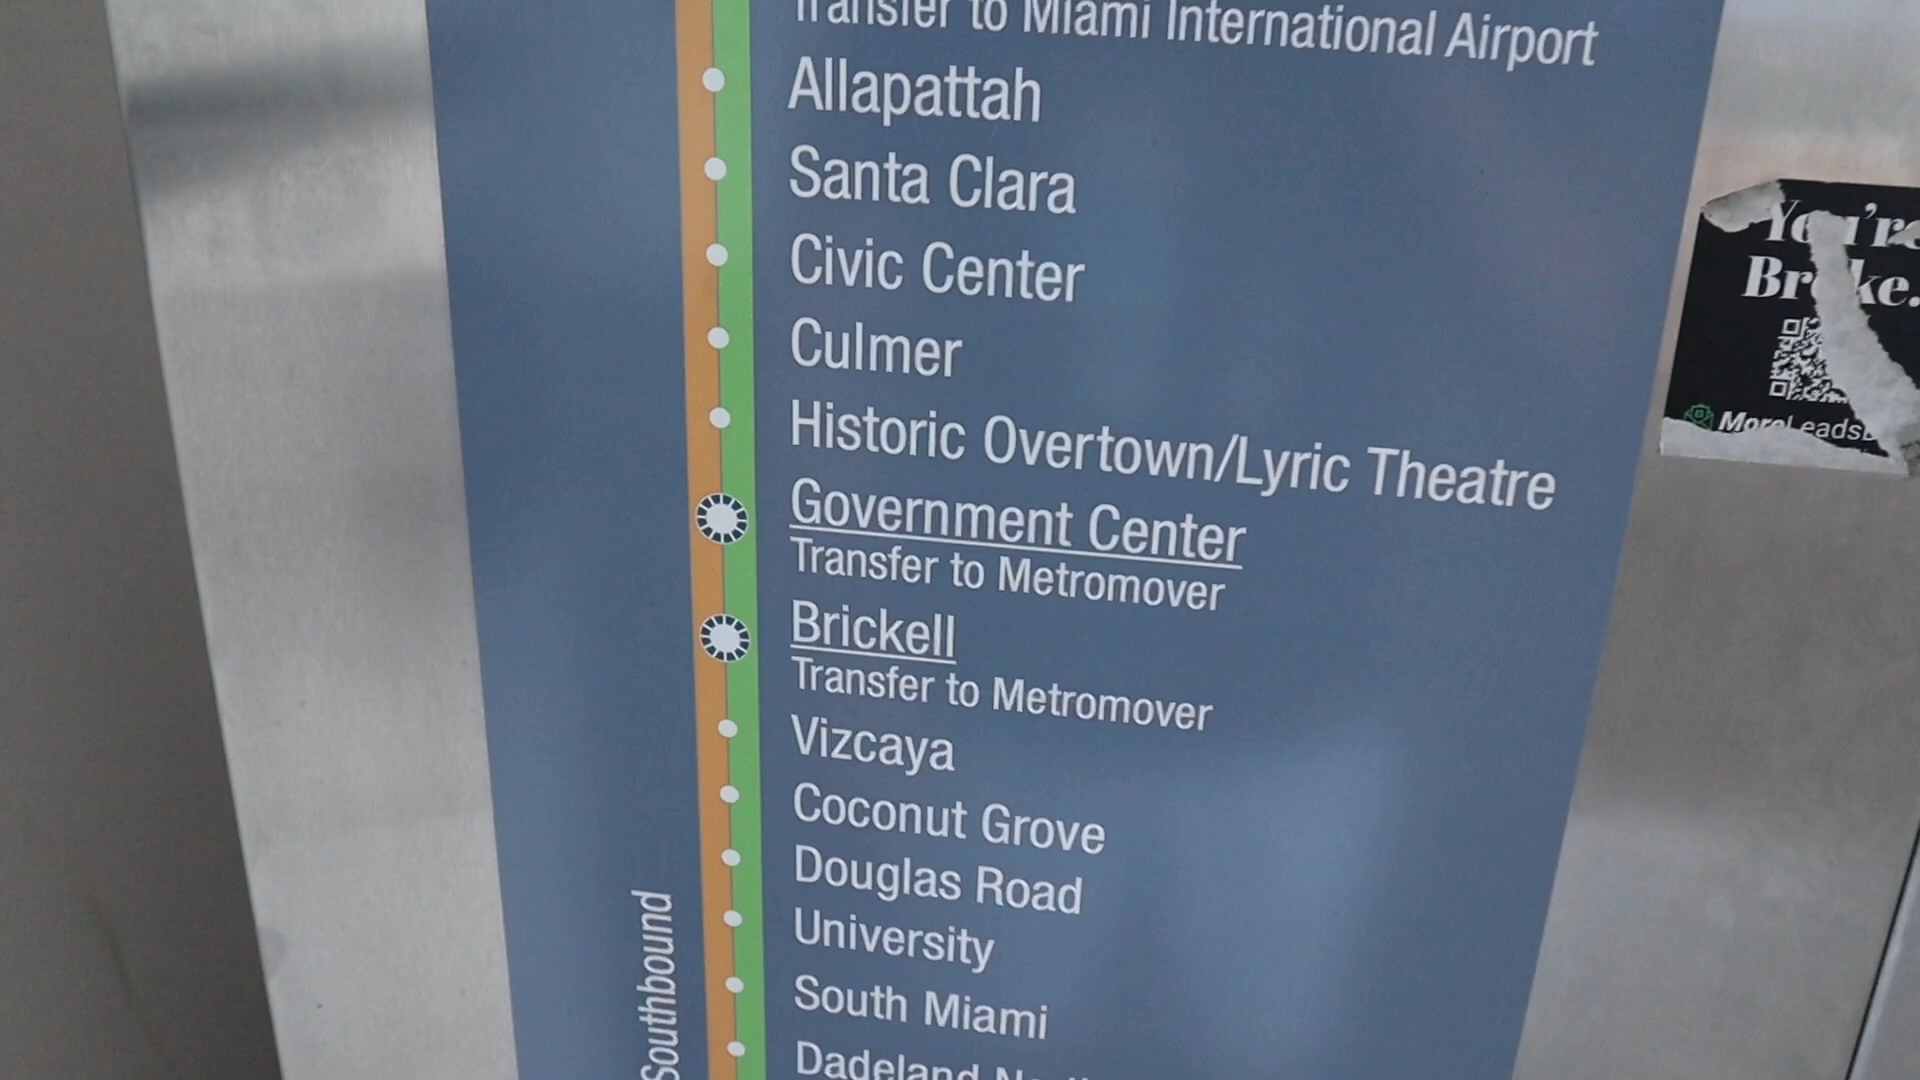 Transfer to Miami International Airport
Allapattah
Santa Clara
Civic Center
Culmer
Historic Overtown/Lyric Theatre
Government Center
Transfer to Metromover
Brickell
Transfer to Metromover
Vizcaya
Coconut Grove
Douglas Road
University
South Miami
Dadeland
Southbound
You're
Broke.